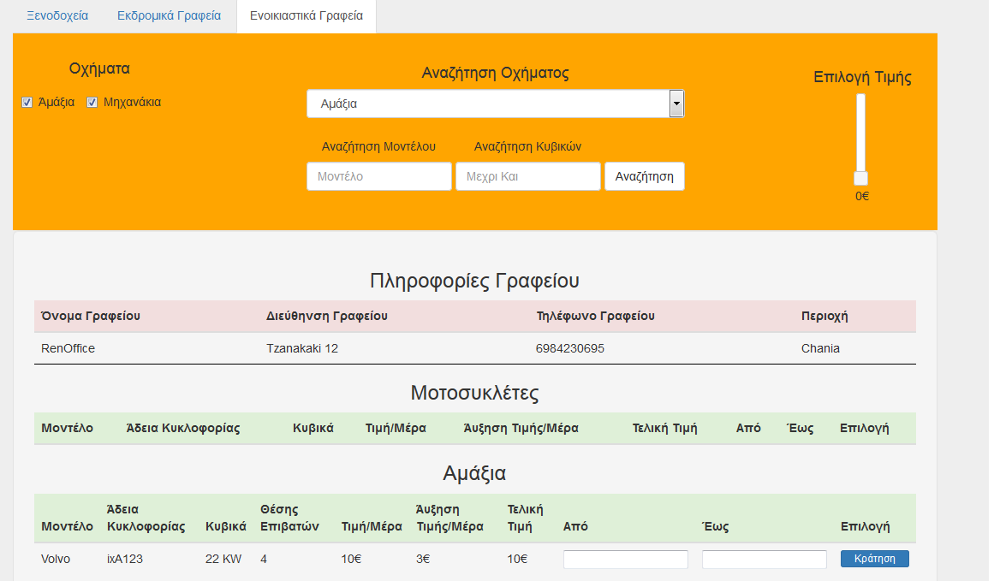 Ξενοδοχεία Εκδρομικά Γραφεία Ενοικιαστικά Γραφεία
Οχήματα
Άμάξια Μηχανάκια
Αναζήτηση Οχήματος
Αμάξια
Αναζήτηση Μοντέλου Αναζήτηση Κυβικών
Μοντέλο Μεχρι Και Αναζήτηση
Επιλογή Τιμής
0€
Πληροφορίες Γραφείου
Όνομα Γραφείου Διεύθηνση Γραφείου Τηλέφωνο Γραφείου Περιοχή
RenOffice Tzanakaki 12 6984230695 Chania
Μοτοσυκλέτες
Μοντέλο Άδεια Κυκλοφορίας Κυβικά Τιμή/Μέρα Άυξηση Τιμής/Μέρα Τελική Τιμή Από Έως Επιλογή
Αμάξια
Μοντέλο Άδεια Κυκλοφορίας Κυβικά Θέσης Επιβατών Τιμή/Μέρα Άυξηση Τιμής/Μέρα Τελική Τιμή Από Έως Επιλογή
Volvo ixA123 22 KW 4 10€ 3€ 10€ Κράτηση